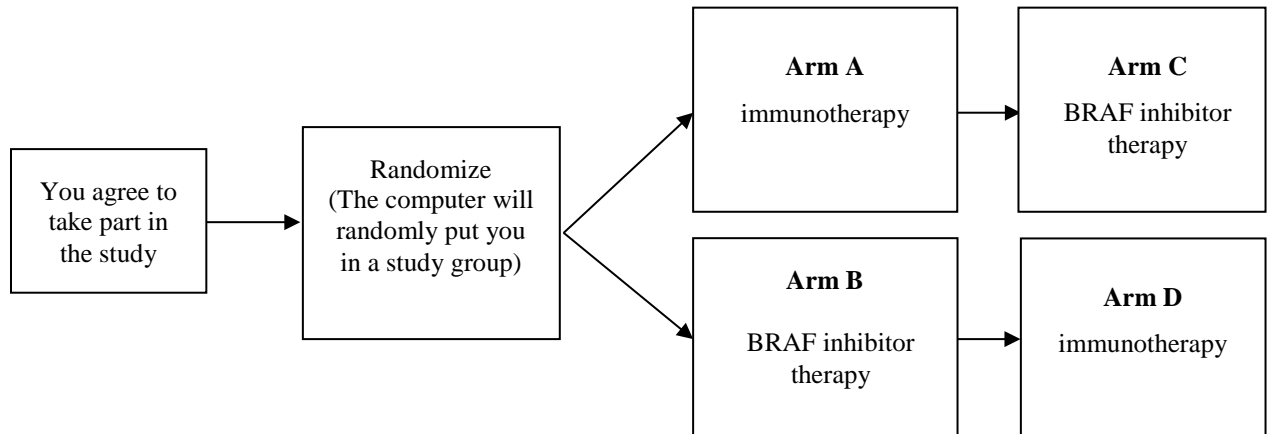 You agree to
take part in
the study
Randomize
(The computer will
randomly put you
in a study group)
Arm A
immunotherapy
Arm C
BRAF inhibitor
therapy
Arm B
BRAF inhibitor
therapy
Arm D
immunotherapy